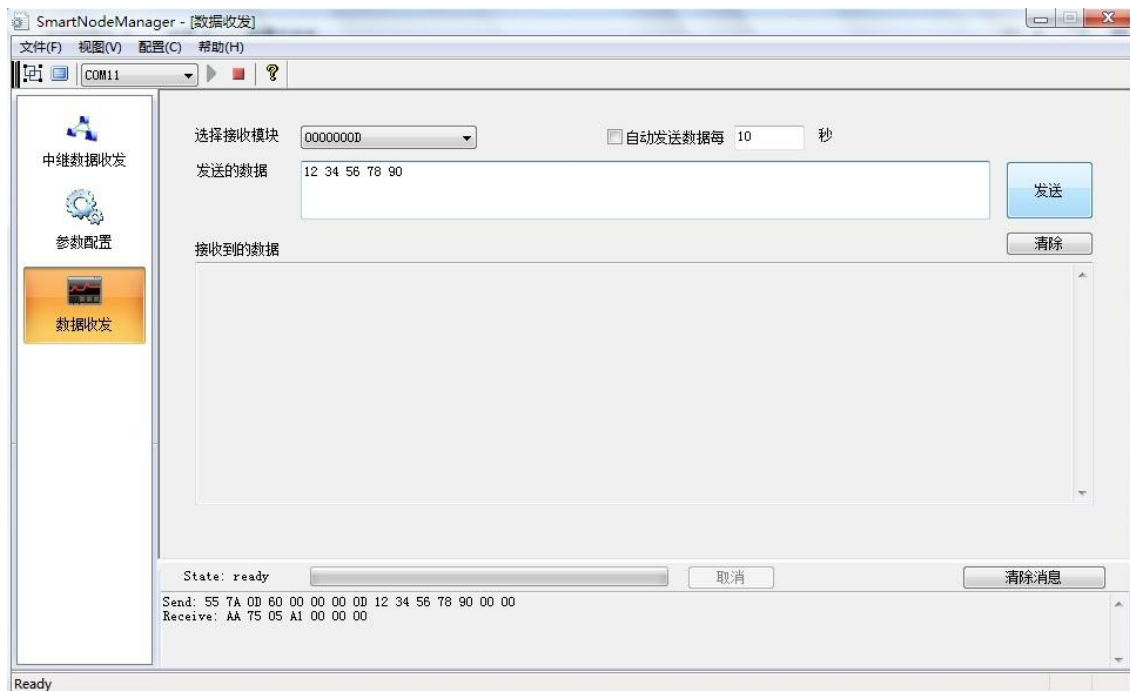 SmartNodeManager - [数据收发]
文件(F) 视图(V) 配置(C) 帮助(H)
COM11
中继数据收发
参数配置
数据收发
选择接收模块 0000000D 自动发送数据每 10 秒
发送的数据 12 34 56 78 90 发送
接收到的数据 清除
State: ready 取消 清除消息
Send: 55 7A 0D 60 00 00 00 0D 12 34 56 78 90 00 00
Receive: AA 75 05 A1 00 00 00
Ready